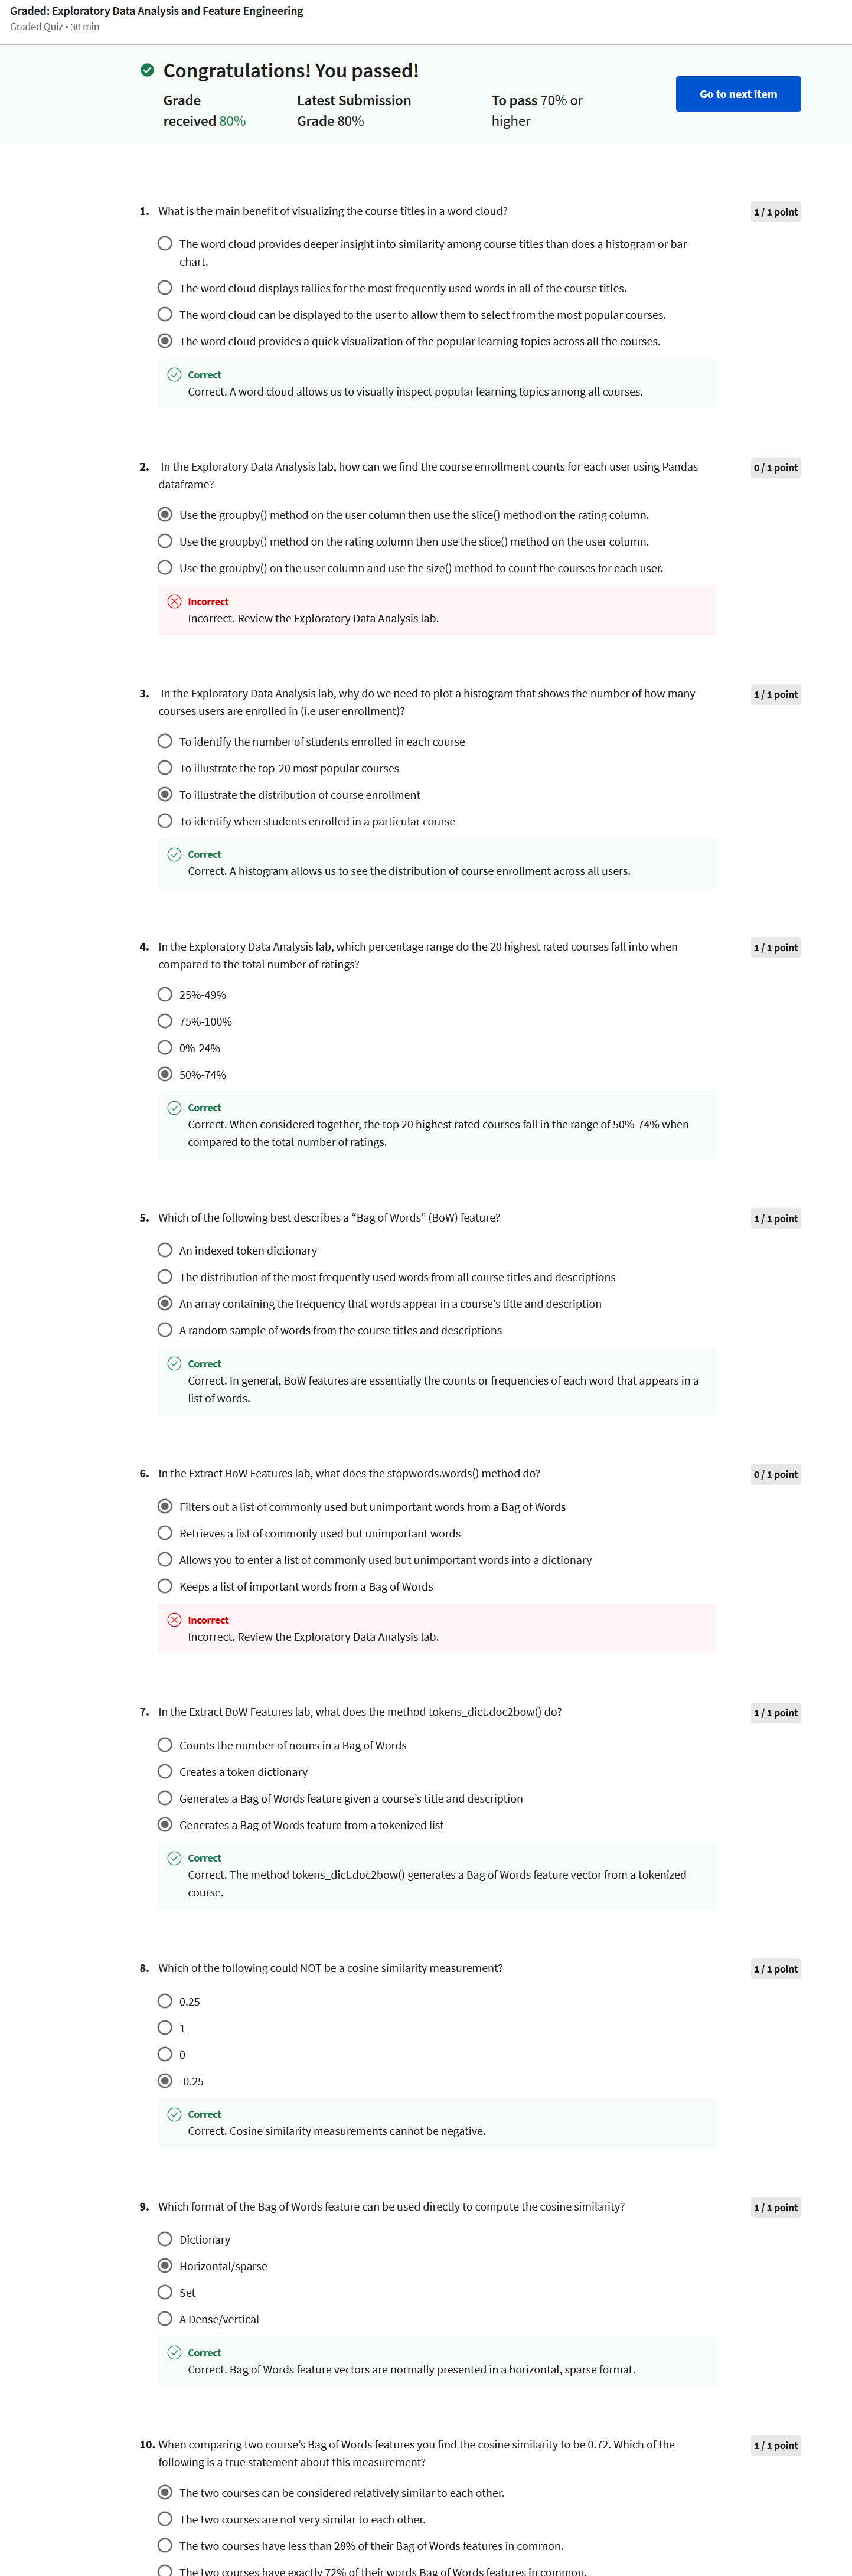 Graded: Exploratory Data Analysis and Feature Engineering
Graded Quiz • 30 min
Congratulations! You passed!
Grade
received 80%
Latest Submission
Grade 80%
To pass 70% or
higher
Go to next item
1. What is the main benefit of visualizing the course titles in a word cloud?
1 / 1 point
The word cloud provides deeper insight into similarity among course titles than does a histogram or bar
chart.
The word cloud displays tallies for the most frequently used words in all of the course titles.
The word cloud can be displayed to the user to allow them to select from the most popular courses.
The word cloud provides a quick visualization of the popular learning topics across all the courses.
Correct
Correct. A word cloud allows us to visually inspect popular learning topics among all courses.
2. In the Exploratory Data Analysis lab, how can we find the course enrollment counts for each user using Pandas
dataframe?
0 / 1 point
Use the groupby() method on the user column then use the slice() method on the rating column.
Use the groupby() method on the rating column then use the slice() method on the user column.
Use the groupby() on the user column and use the size() method to count the courses for each user.
Incorrect
Incorrect. Review the Exploratory Data Analysis lab.
3. In the Exploratory Data Analysis lab, why do we need to plot a histogram that shows the number of how many
courses users are enrolled in (i.e user enrollment)?
1 / 1 point
To identify the number of students enrolled in each course
To illustrate the top-20 most popular courses
To illustrate the distribution of course enrollment
To identify when students enrolled in a particular course
Correct
Correct. A histogram allows us to see the distribution of course enrollment across all users.
4. In the Exploratory Data Analysis lab, which percentage range do the 20 highest rated courses fall into when
compared to the total number of ratings?
1 / 1 point
25%-49%
75%-100%
0%-24%
50%-74%
Correct
Correct. When considered together, the top 20 highest rated courses fall in the range of 50%-74% when
compared to the total number of ratings.
5. Which of the following best describes a “Bag of Words” (BoW) feature?
1 / 1 point
An indexed token dictionary
The distribution of the most frequently used words from all course titles and descriptions
An array containing the frequency that words appear in a course’s title and description
A random sample of words from the course titles and descriptions
Correct
Correct. In general, BoW features are essentially the counts or frequencies of each word that appears in a
list of words.
6. In the Extract BoW Features lab, what does the stopwords.words() method do?
0 / 1 point
Filters out a list of commonly used but unimportant words from a Bag of Words
Retrieves a list of commonly used but unimportant words
Allows you to enter a list of commonly used but unimportant words into a dictionary
Keeps a list of important words from a Bag of Words
Incorrect
Incorrect. Review the Exploratory Data Analysis lab.
7. In the Extract BoW Features lab, what does the method tokens_dict.doc2bow() do?
1 / 1 point
Counts the number of nouns in a Bag of Words
Creates a token dictionary
Generates a Bag of Words feature given a course’s title and description
Generates a Bag of Words feature from a tokenized list
Correct
Correct. The method tokens_dict.doc2bow() generates a Bag of Words feature vector from a tokenized
course.
8. Which of the following could NOT be a cosine similarity measurement?
1 / 1 point
0.25
1
0
-0.25
Correct
Correct. Cosine similarity measurements cannot be negative.
9. Which format of the Bag of Words feature can be used directly to compute the cosine similarity?
1 / 1 point
Dictionary
Horizontal/sparse
Set
A Dense/vertical
Correct
Correct. Bag of Words feature vectors are normally presented in a horizontal, sparse format.
10. When comparing two course’s Bag of Words features you find the cosine similarity to be 0.72. Which of the
following is a true statement about this measurement?
1 / 1 point
The two courses can be considered relatively similar to each other.
The two courses are not very similar to each other.
The two courses have less than 28% of their Bag of Words features in common.
The two courses have exactly 72% of their words Bag of Words features in common.